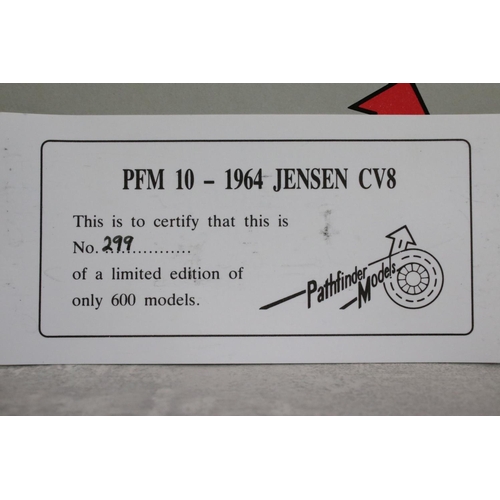 PFM 10 – 1964 JENSEN CV8
This is to certify that this is
No. 299...............
of a limited edition of
only 600 models.
Pathfinder
Models